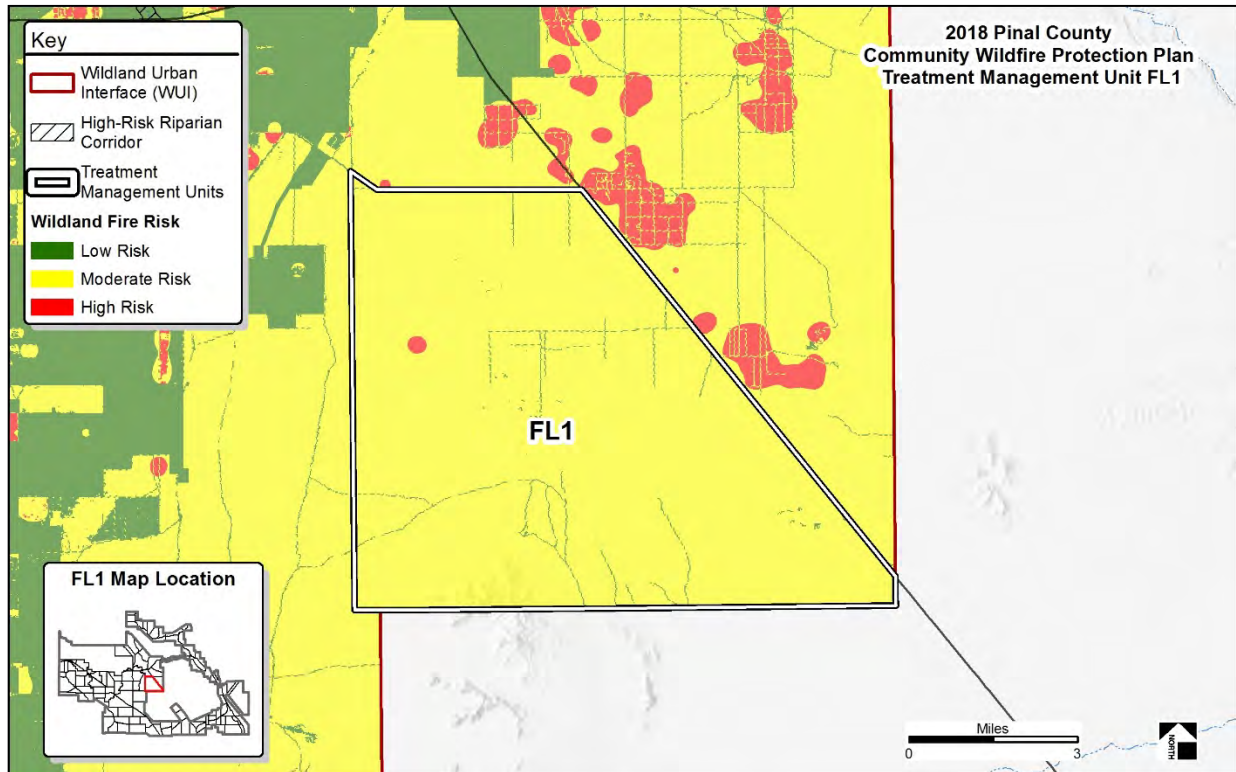 Key
Wildland Urban
Interface (WUI)
High-Risk Riparian
Corridor
Treatment
Management Units
Wildland Fire Risk
Low Risk
Moderate Risk
High Risk
2018 Pinal County
Community Wildfire Protection Plan
Treatment Management Unit FL1
FL1
FL1 Map Location
Miles
0
3
NORTH